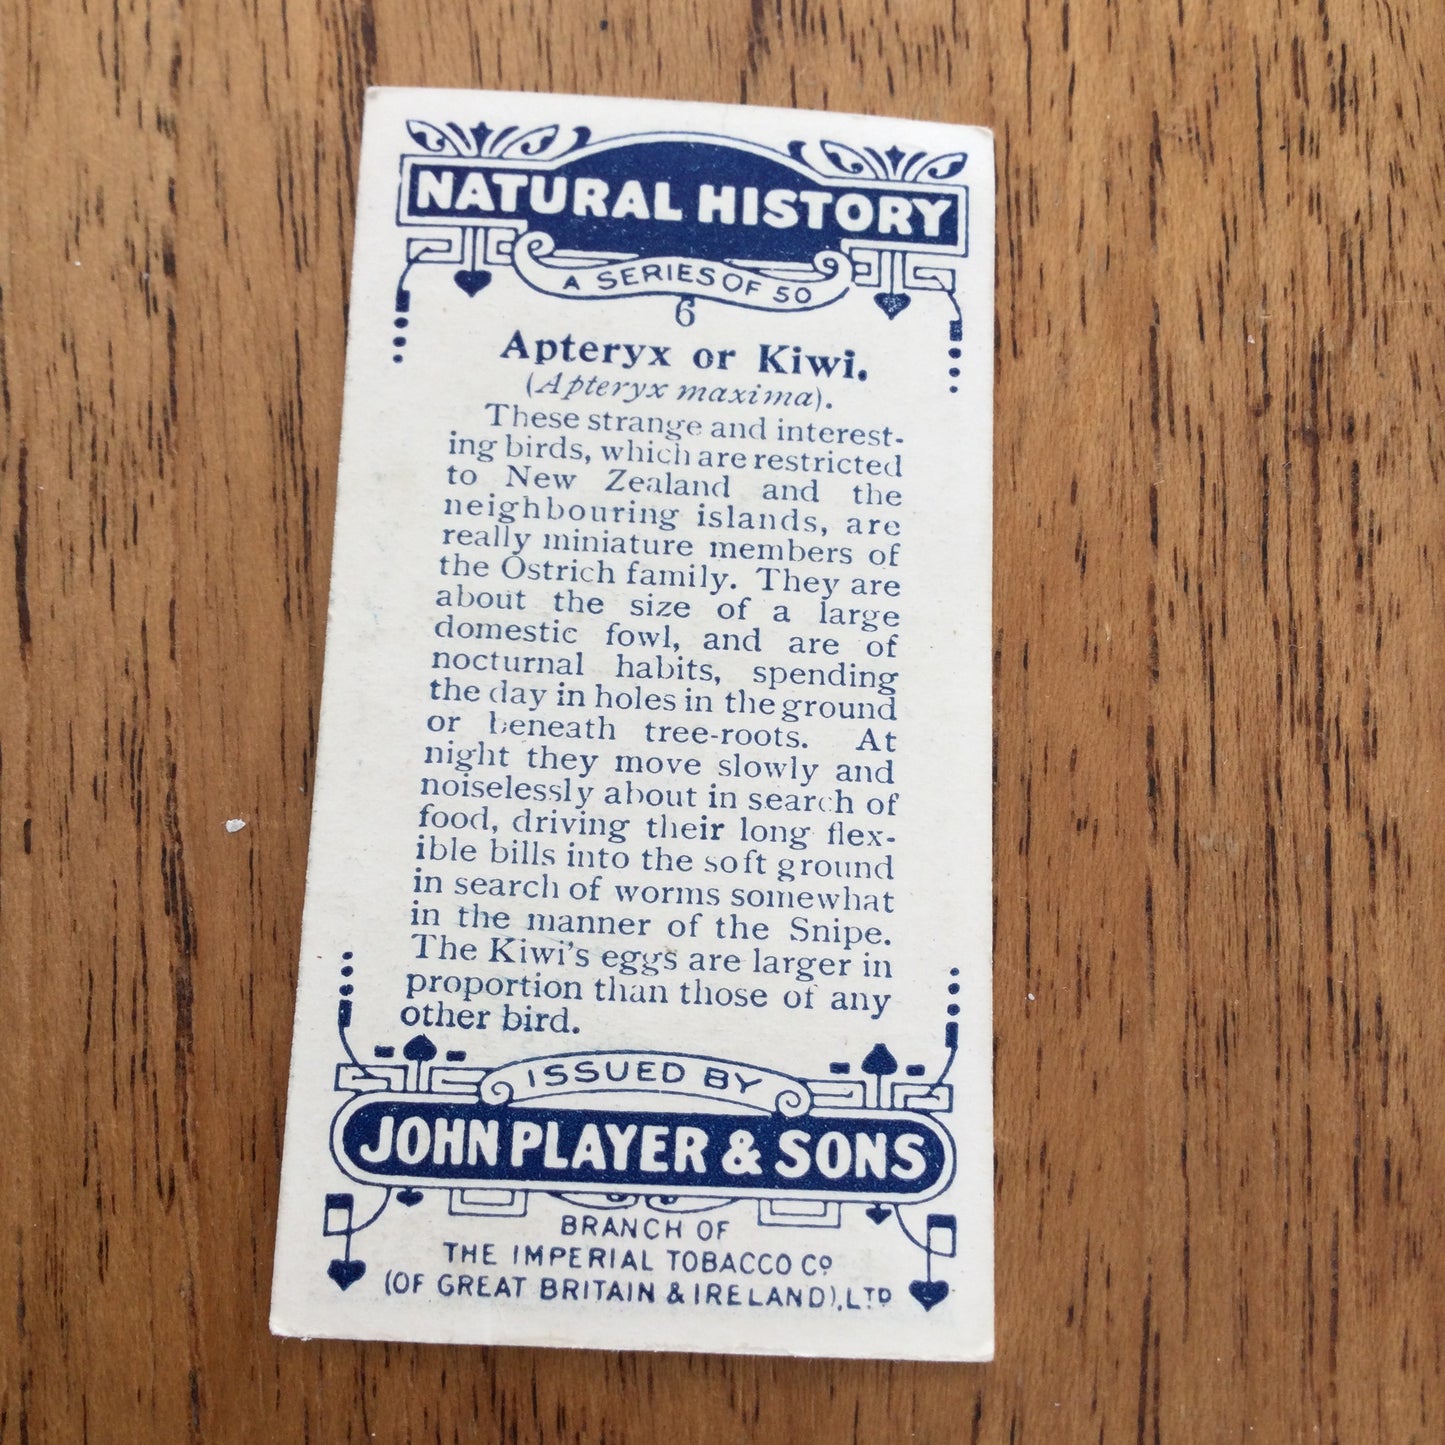 NATURAL HISTORY
A SERIES OF 50
6
Apteryx or Kiwi.
(Apteryx maxima).
These strange and interest-
ing birds, which are restricted
to New Zealand and the
neighbouring islands, are
really miniature members of
the Ostrich family. They are
about the size of a large
domestic fowl, and are of
nocturnal habits, spending
the day in holes in the ground
or beneath tree-roots. At
night they move slowly and
noiselessly about in search of
food, driving their long flex-
ible bills into the soft ground
in search of worms somewhat
in the manner of the Snipe.
The Kiwi's eggs are larger in
proportion than those of any
other bird.
ISSUED BY
JOHN PLAYER & SONS
BRANCH OF
THE IMPERIAL TOBACCO Cº
(OF GREAT BRITAIN & IRELAND), LTD